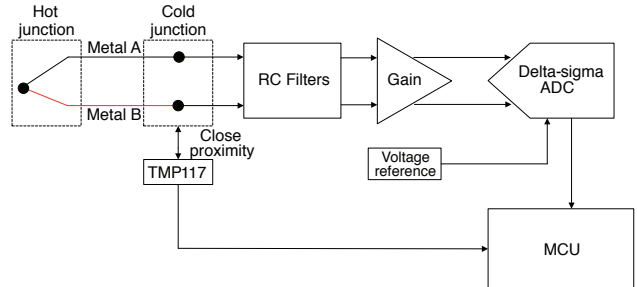 Hot
junction
Cold
junction
Metal A
Metal B
RC Filters
Gain
Delta-sigma
ADC
Close
proximity
TMP117
Voltage
reference
MCU